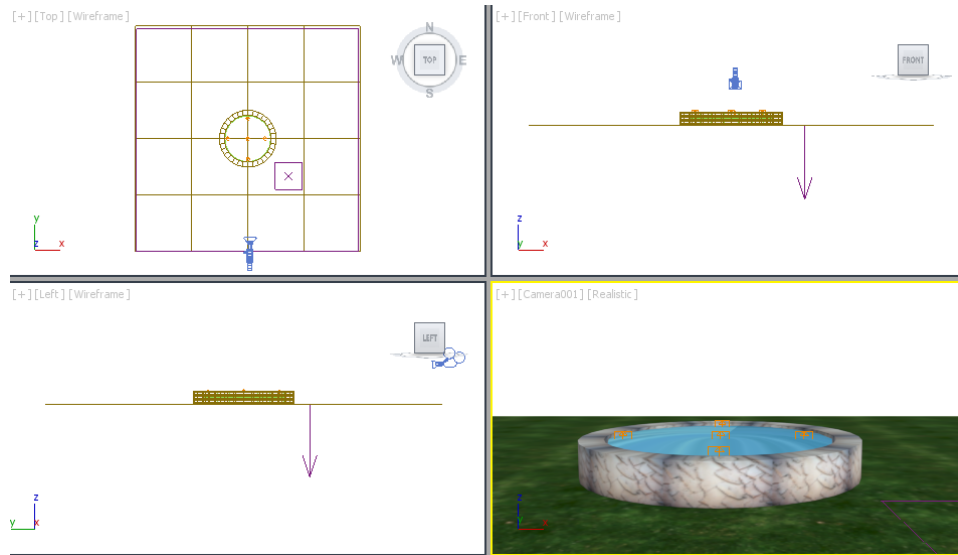 [+] [Top] [Wireframe]
N
W TOP E
S
y
z x
[+] [Front] [Wireframe]
FRONT
z
y x
[+] [Left] [Wireframe]
LEFT
z
y x
[+] [Camera001] [Realistic]
z
y x